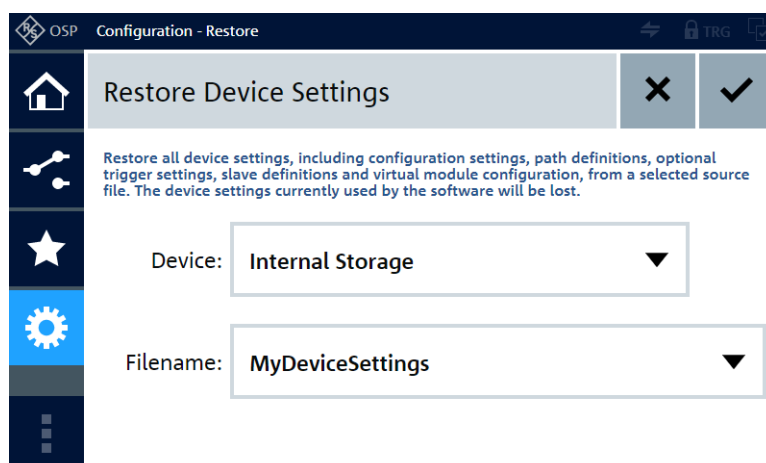 R&S OSP Configuration - Restore TRG
Restore Device Settings
Restore all device settings, including configuration settings, path definitions, optional
trigger settings, slave definitions and virtual module configuration, from a selected source
file. The device settings currently used by the software will be lost.
Device: Internal Storage
Filename: MyDeviceSettings